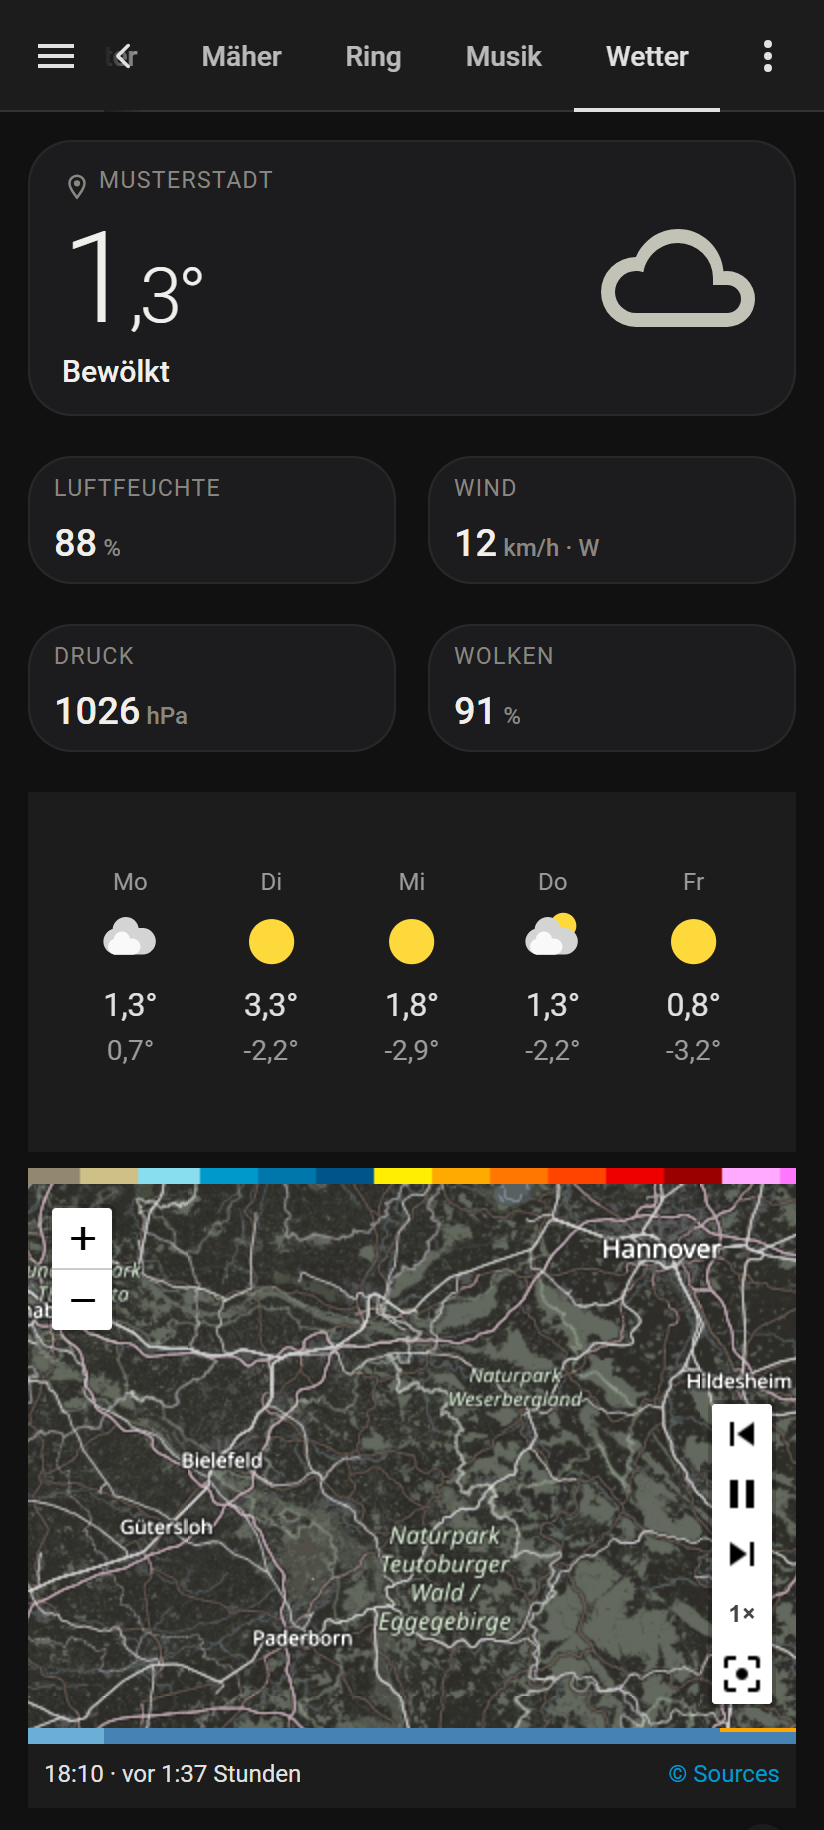 Mäher Ring Musik Wetter
MUSTERSTADT
1,3°
Bewölkt
LUFTFEUCHTE
88 %
WIND
12 km/h · W
DRUCK
1026 hPa
WOLKEN
91 %
Mo Di Mi Do Fr
1,3° 3,3° 1,8° 1,3° 0,8°
0,7° -2,2° -2,9° -2,2° -3,2°
+
−
Hannover
Naturpark
Weserbergland
Hildesheim
Bielefeld
Gütersloh
Naturpark
Teutoburger
Wald /
Eggegebirge
Paderborn
1×
18:10 · vor 1:37 Stunden
© Sources